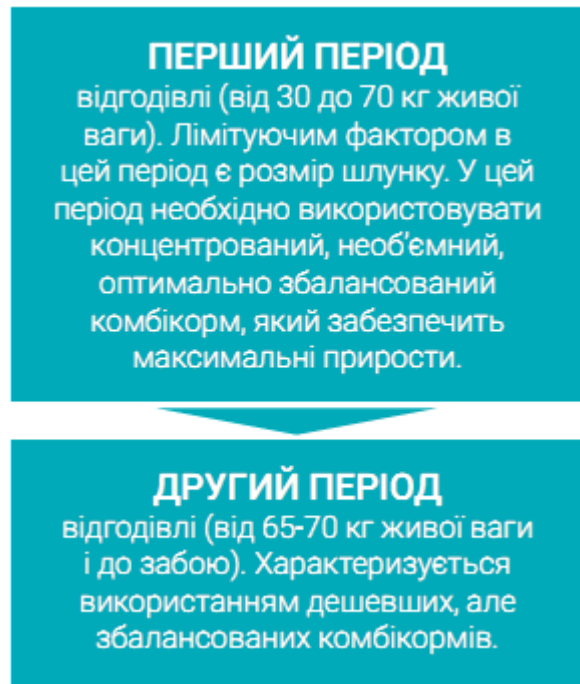 ПЕРШИЙ ПЕРІОД
відгодівлі (від 30 до 70 кг живої
ваги). Лімітуючим фактором в
цей період є розмір шлунку. У цей
період необхідно використовувати
концентрований, необ’ємний,
оптимально збалансований
комбікорм, який забезпечить
максимальні прирости.
ДРУГИЙ ПЕРІОД
відгодівлі (від 65-70 кг живої ваги
і до забою). Характеризується
використанням дешевших, але
збалансованих комбікормів.